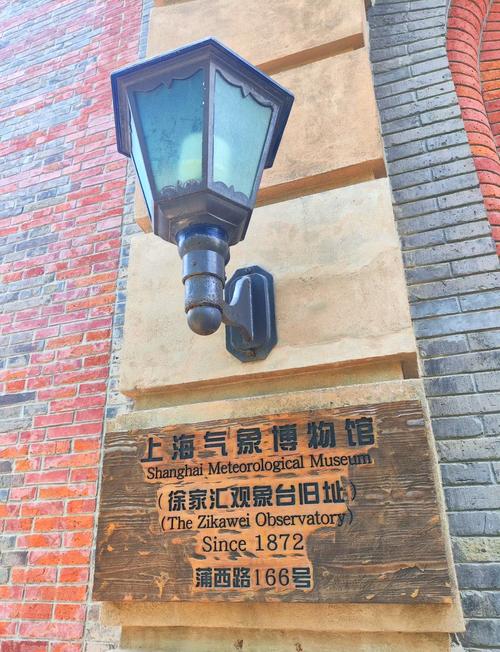 上海气象博物馆
Shanghai Meteorological Museum
(徐家汇观象台旧址)
(The Zikawei Observatory)
Since 1872
蒲西路166号